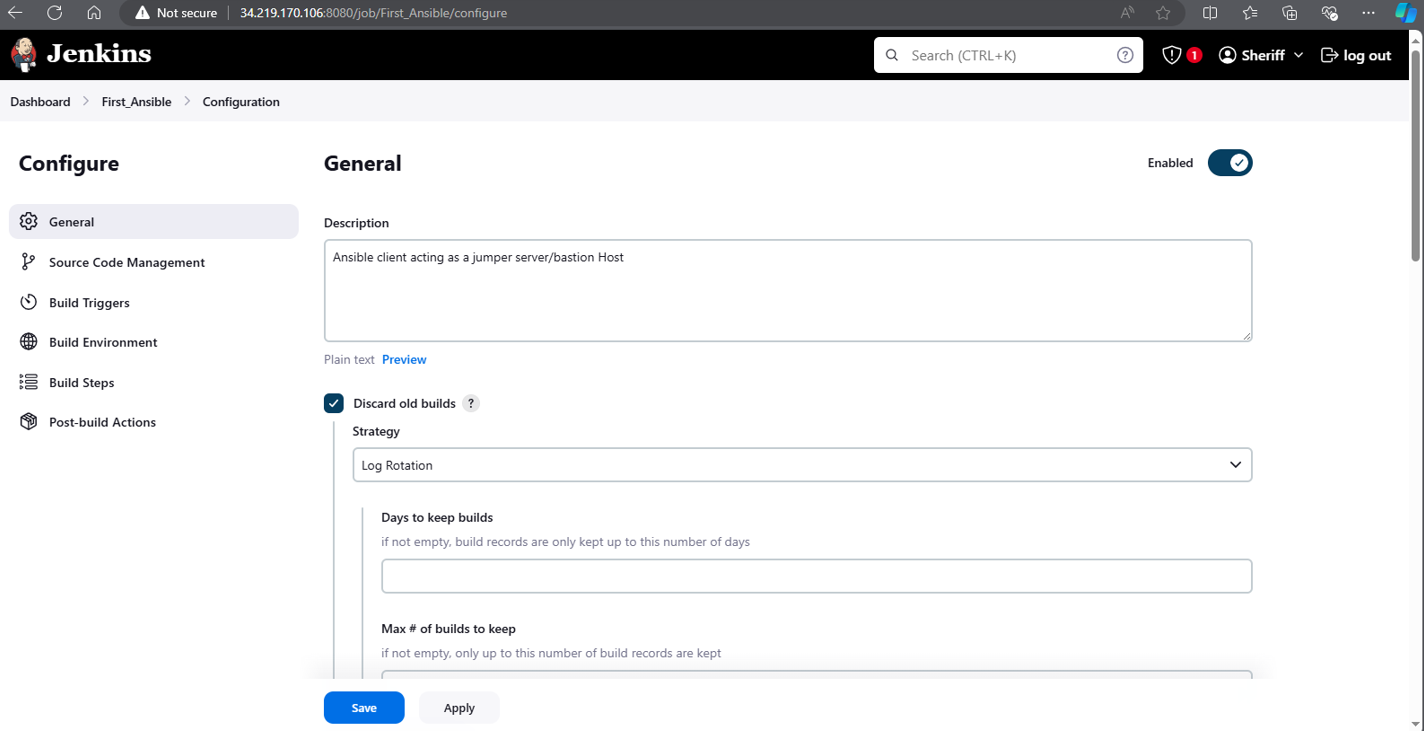 Not secure 34.219.170.106:8080/job/First_Ansible/configure
Jenkins Search (CTRL+K) ? 1 Sheriff log out
Dashboard First_Ansible Configuration
Configure
General
Source Code Management
Build Triggers
Build Environment
Build Steps
Post-build Actions
General Enabled
Description
Ansible client acting as a jumper server/bastion Host
Plain text Preview
Discard old builds ?
Strategy
Log Rotation
Days to keep builds
if not empty, build records are only kept up to this number of days
Max # of builds to keep
if not empty, only up to this number of build records are kept
Save Apply